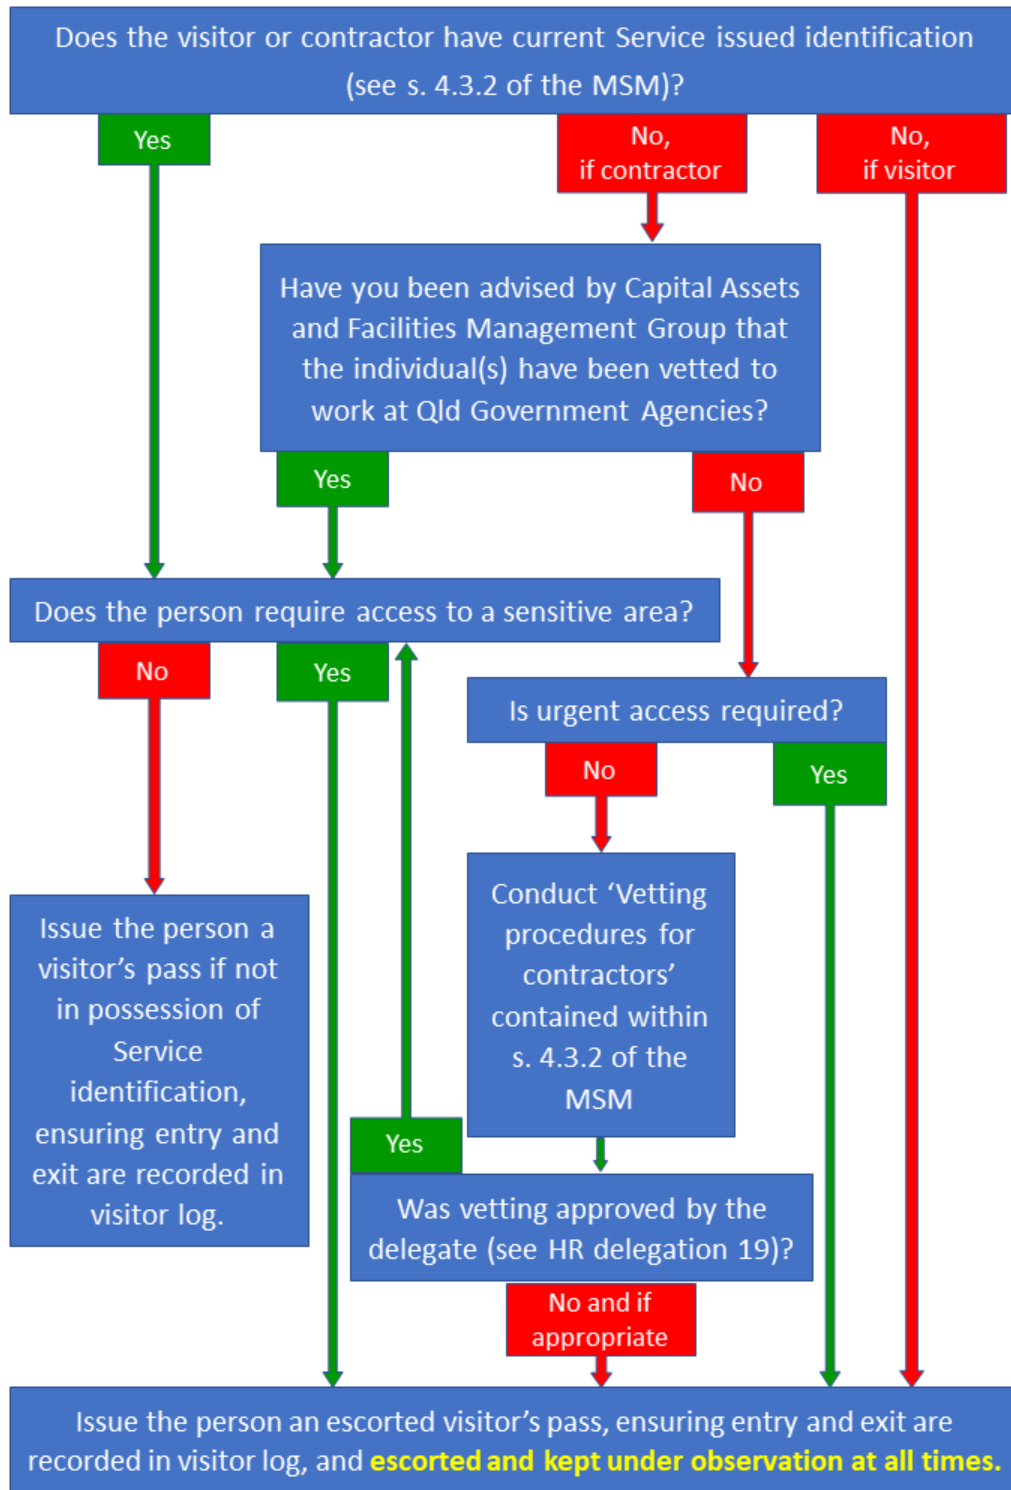 Does the visitor or contractor have current Service issued identification
(see s. 4.3.2 of the MSM)?
Yes
No,
if contractor
No,
if visitor
Have you been advised by Capital Assets
and Facilities Management Group that
the individual(s) have been vetted to
work at Qld Government Agencies?
Yes
No
Does the person require access to a sensitive area?
No
Yes
Is urgent access required?
No
Yes
Conduct ‘Vetting
procedures for
contractors’
contained within
s. 4.3.2 of the
MSM
Issue the person a
visitor’s pass if not
in possession of
Service
identification,
ensuring entry and
exit are recorded in
visitor log.
Yes
Was vetting approved by the
delegate (see HR delegation 19)?
No and if
appropriate
Issue the person an escorted visitor’s pass, ensuring entry and exit are
recorded in visitor log, and escorted and kept under observation at all times.